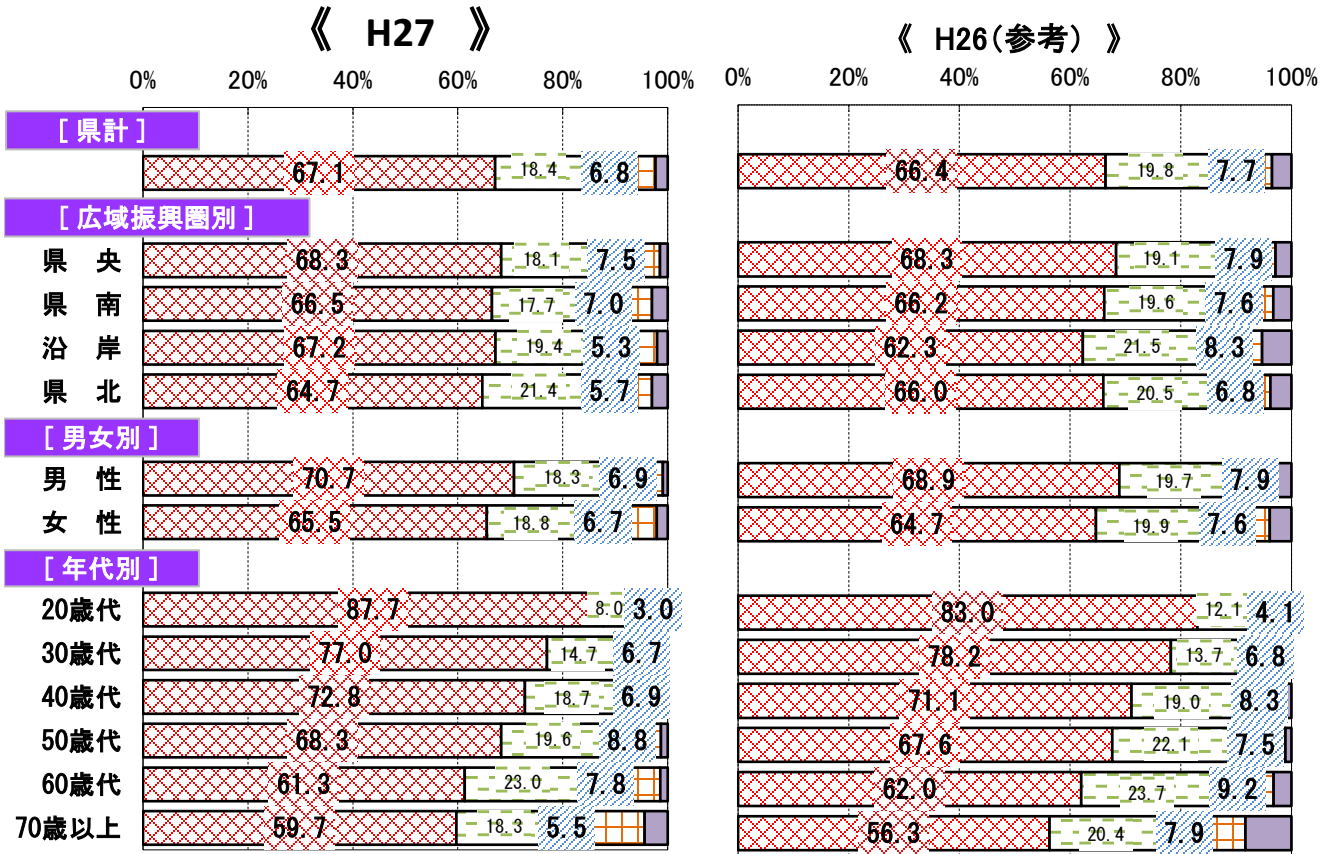 《 H27 》
《 H26(参考) 》
0% 20% 40% 60% 80% 100%
0% 20% 40% 60% 80% 100%
[ 県計 ]
67.1 18.4 6.8
66.4 19.8 7.7
[ 広域振興圏別 ]
県 央 68.3 18.1 7.5
68.3 19.1 7.9
県 南 66.5 17.7 7.0
66.2 19.6 7.6
沿 岸 67.2 19.4 5.3
62.3 21.5 8.3
県 北 64.7 21.4 5.7
66.0 20.5 6.8
[ 男女別 ]
男 性 70.7 18.3 6.9
68.9 19.7 7.9
女 性 65.5 18.8 6.7
64.7 19.9 7.6
[ 年代別 ]
20歳代 87.7 8.0 3.0
83.0 12.1 4.1
30歳代 77.0 14.7 6.7
78.2 13.7 6.8
40歳代 72.8 18.7 6.9
71.1 19.0 8.3
50歳代 68.3 19.6 8.8
67.6 22.1 7.5
60歳代 61.3 23.0 7.8
62.0 23.7 9.2
70歳以上 59.7 18.3 5.5
56.3 20.4 7.9